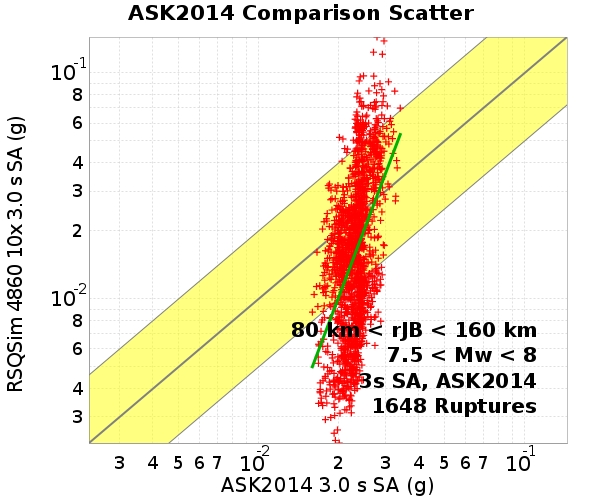 ASK2014 Comparison Scatter
RSQSim 4860 10x 3.0 s SA (g)
10-1
8
6
4
3
2
10-2
8
6
4
3
80 km < rJB < 160 km
7.5 < Mw < 8
3s SA, ASK2014
1648 Ruptures
3 4 5 6 7 10-2 2 3 4 5 6 7 10-1
ASK2014 3.0 s SA (g)